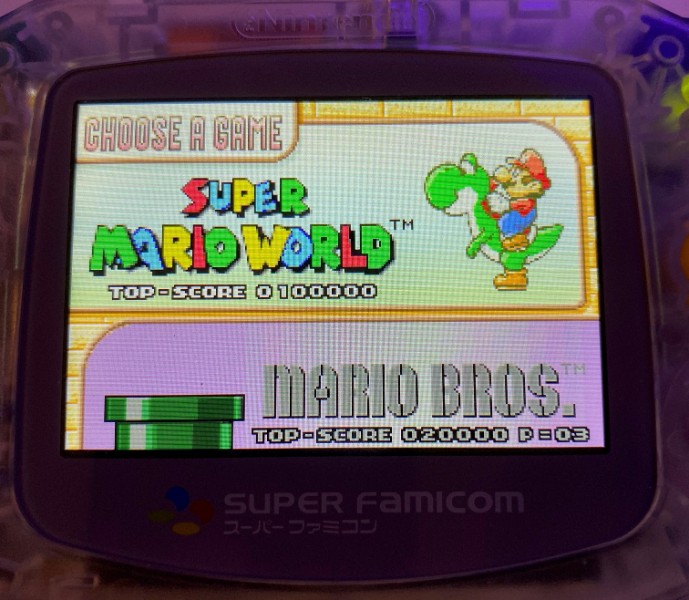 Nintendo
CHOOSE A GAME
SUPER
MARIO WORLD™
TOP-SCORE 0100000
MARIO BROS.™
TOP-SCORE 020000 P=03
SUPER FAMICOM
スーパーファミコン